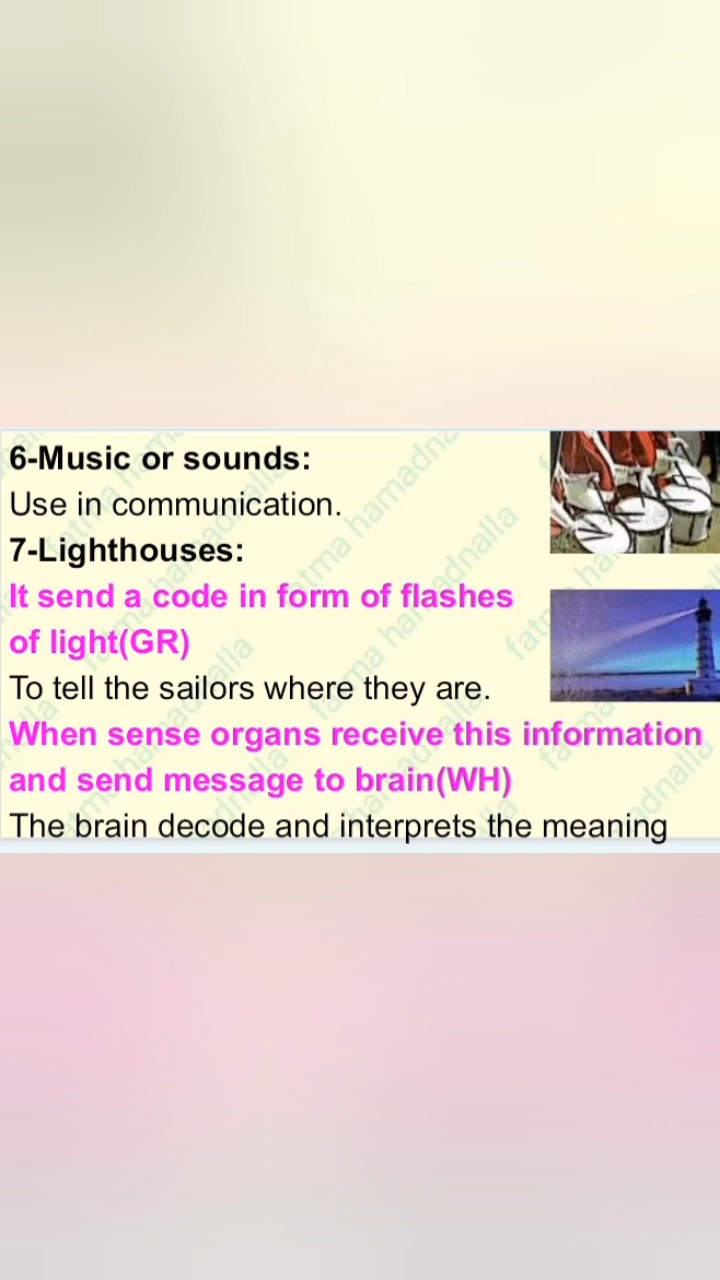 6-Music or sounds:
Use in communication.
7-Lighthouses:
It send a code in form of flashes
of light(GR)
To tell the sailors where they are.
When sense organs receive this information
and send message to brain(WH)
The brain decode and interprets the meaning
fatma hamadnalla